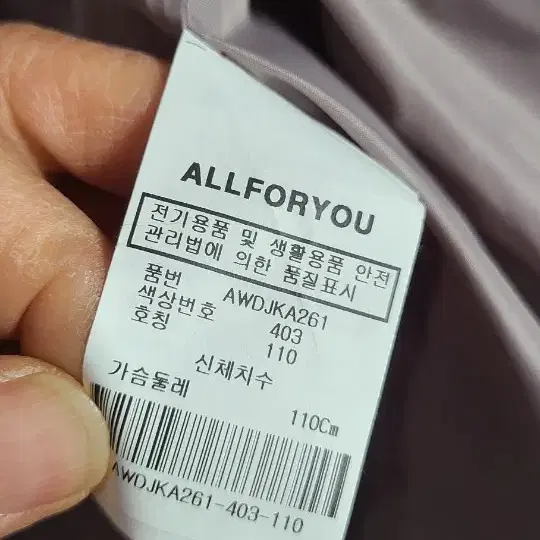 ALLFORYOU
전기용품 및 생활용품 안전
관리법에 의한 품질표시
품번 AWDJKA261
색상번호 403
호칭 110
신체치수
가슴둘레 110Cm
AWDJKA261-403-110